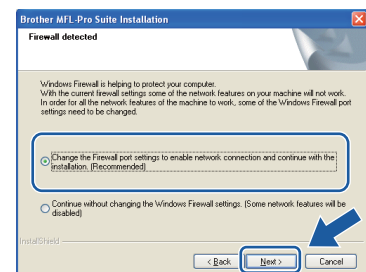 Brother MFL-Pro Suite Installation
Firewall detected
Windows Firewall is helping to protect your computer.
With the current firewall settings some of the network features on your machine will not work.
In order for all the network features of the machine to work, some of the Windows Firewall port
settings need to be changed.
Change the Firewall port settings to enable network connection and continue with the
installation. (Recommended)
Continue without changing the Windows Firewall settings. (Some network features will be
disabled)
InstallShield
< Back
Next >
Cancel